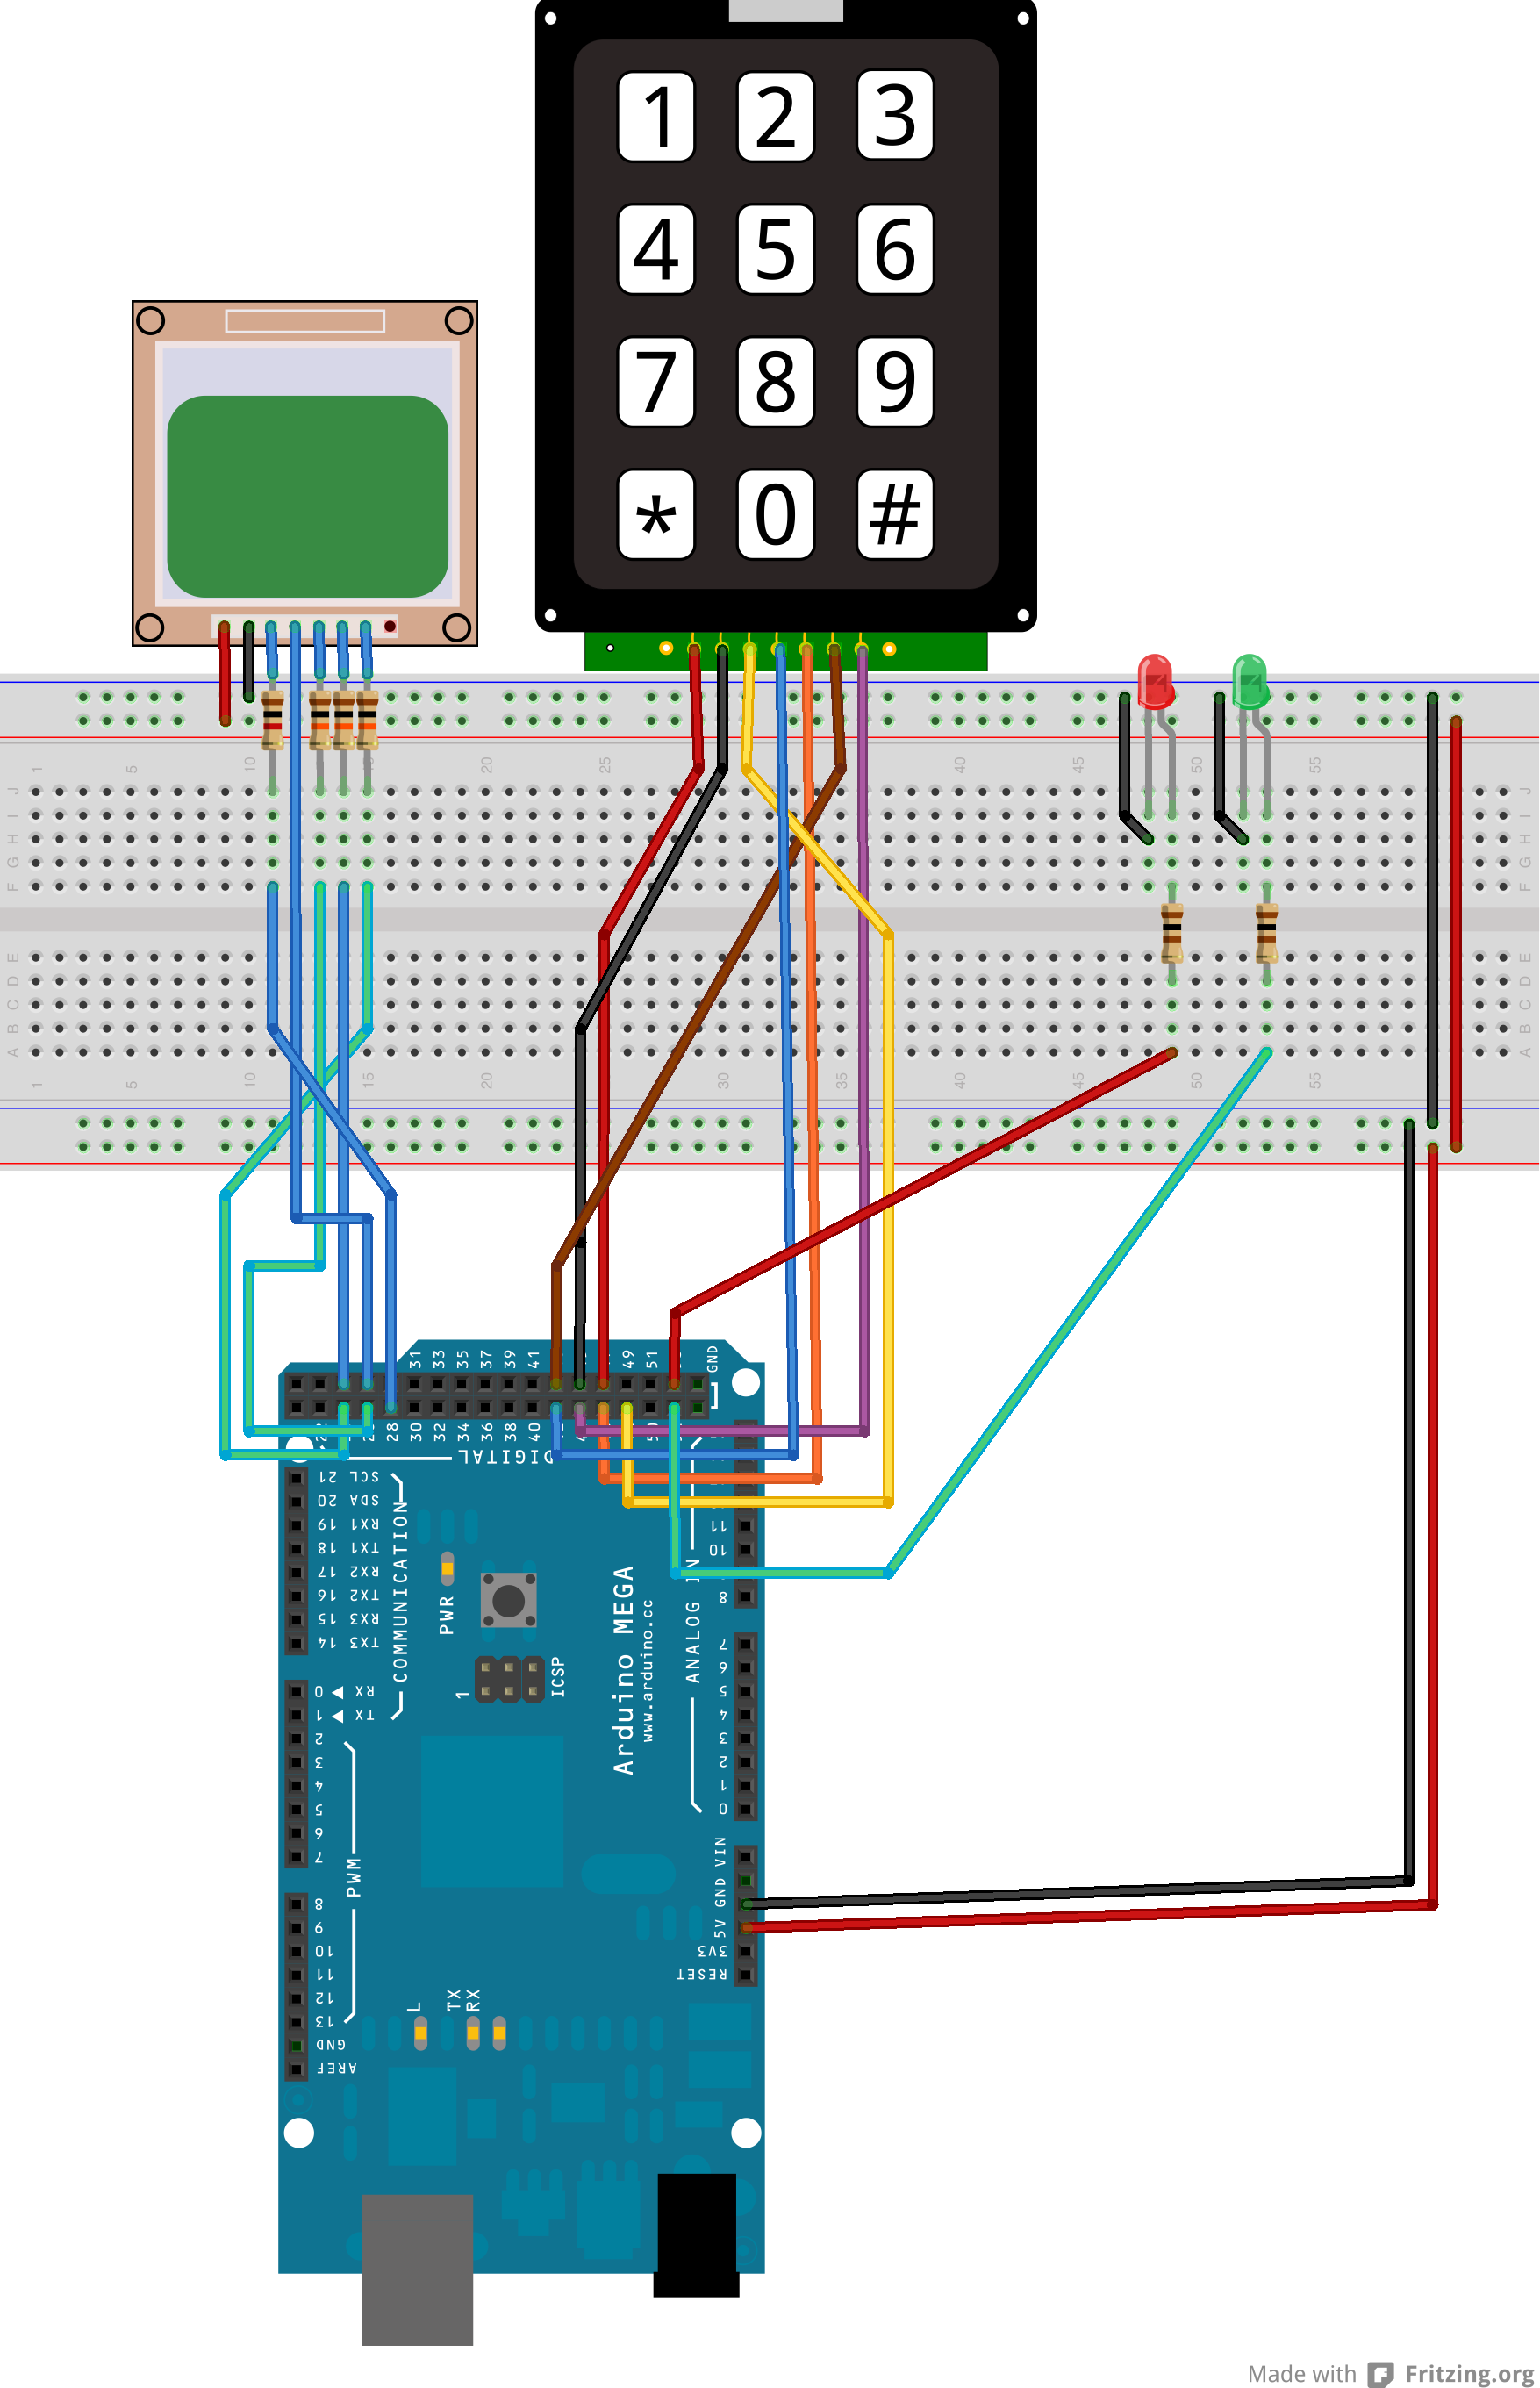 1 2 3
4 5 6
7 8 9
* 0 #
1 5 10 20 25 40 45 50 55
J J
I I
H H
G G
F F
E E
D D
C C
B B
A A
1 5 10 15 20 30 35 40 45 50 55
31 33 35 37 39 41 49 51 GND
28 30 32 34 36 38 40
DIGITAL
21 SCL
20 SDA
19 RX1
18 TX1
17 RX2
16 TX2
15 RX3
14 TX3
COMMUNICATION
0 RX
1 TX
2
3
4
5
6
7
PWM
8
9
10
11
12
13
GND
AREF
PWR
1
ICSP
Arduino MEGA
www.arduino.cc
ANALOG IN
11
10
8
7
6
5
4
3
2
1
0
VIN
GND
5V
3V3
RESET
L
TX
RX
Made with Fritzing.org